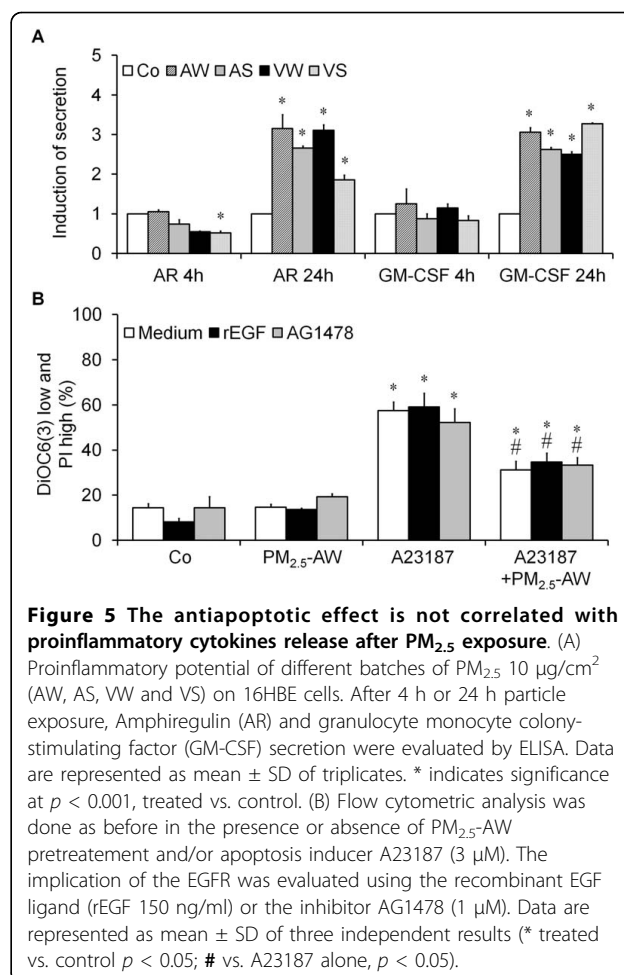 A
Co AW AS VW VS
Induction of secretion
5
4
3
2
1
0
* * * * * * * * *
AR 4h AR 24h GM-CSF 4h GM-CSF 24h
B
Medium rEGF AG1478
DiOC6(3) low and
PI high (%)
100
80
60
40
20
0
* * * * * *
# # #
Co PM2.5-AW A23187 A23187
+PM2.5-AW
Figure 5 The antiapoptotic effect is not correlated with
proinflammatory cytokines release after PM2.5 exposure. (A)
Proinflammatory potential of different batches of PM2.5 10 µg/cm²
(AW, AS, VW and VS) on 16HBE cells. After 4 h or 24 h particle
exposure, Amphiregulin (AR) and granulocyte monocyte colony-
stimulating factor (GM-CSF) secretion were evaluated by ELISA. Data
are represented as mean ± SD of triplicates. * indicates significance
at p < 0.001, treated vs. control. (B) Flow cytometric analysis was
done as before in the presence or absence of PM2.5-AW
pretreatement and/or apoptosis inducer A23187 (3 µM). The
implication of the EGFR was evaluated using the recombinant EGF
ligand (rEGF 150 ng/ml) or the inhibitor AG1478 (1 µM). Data are
represented as mean ± SD of three independent results (* treated
vs. control p < 0.05; # vs. A23187 alone, p < 0.05).